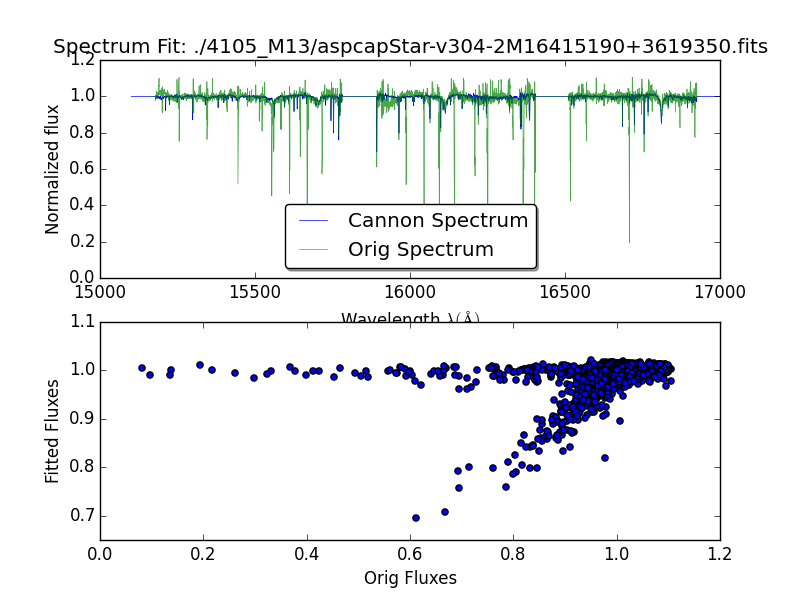 Spectrum Fit: ./4105_M13/aspcapStar-v304-2M16415190+3619350.fits
1.2
1.0
0.8
0.6
0.4
0.2
0.0
Normalized flux
Cannon Spectrum
Orig Spectrum
15000 15500 16000 16500 17000
Wavelength λ(Å)
1.1
1.0
0.9
0.8
0.7
Fitted Fluxes
0.0 0.2 0.4 0.6 0.8 1.0 1.2
Orig Fluxes